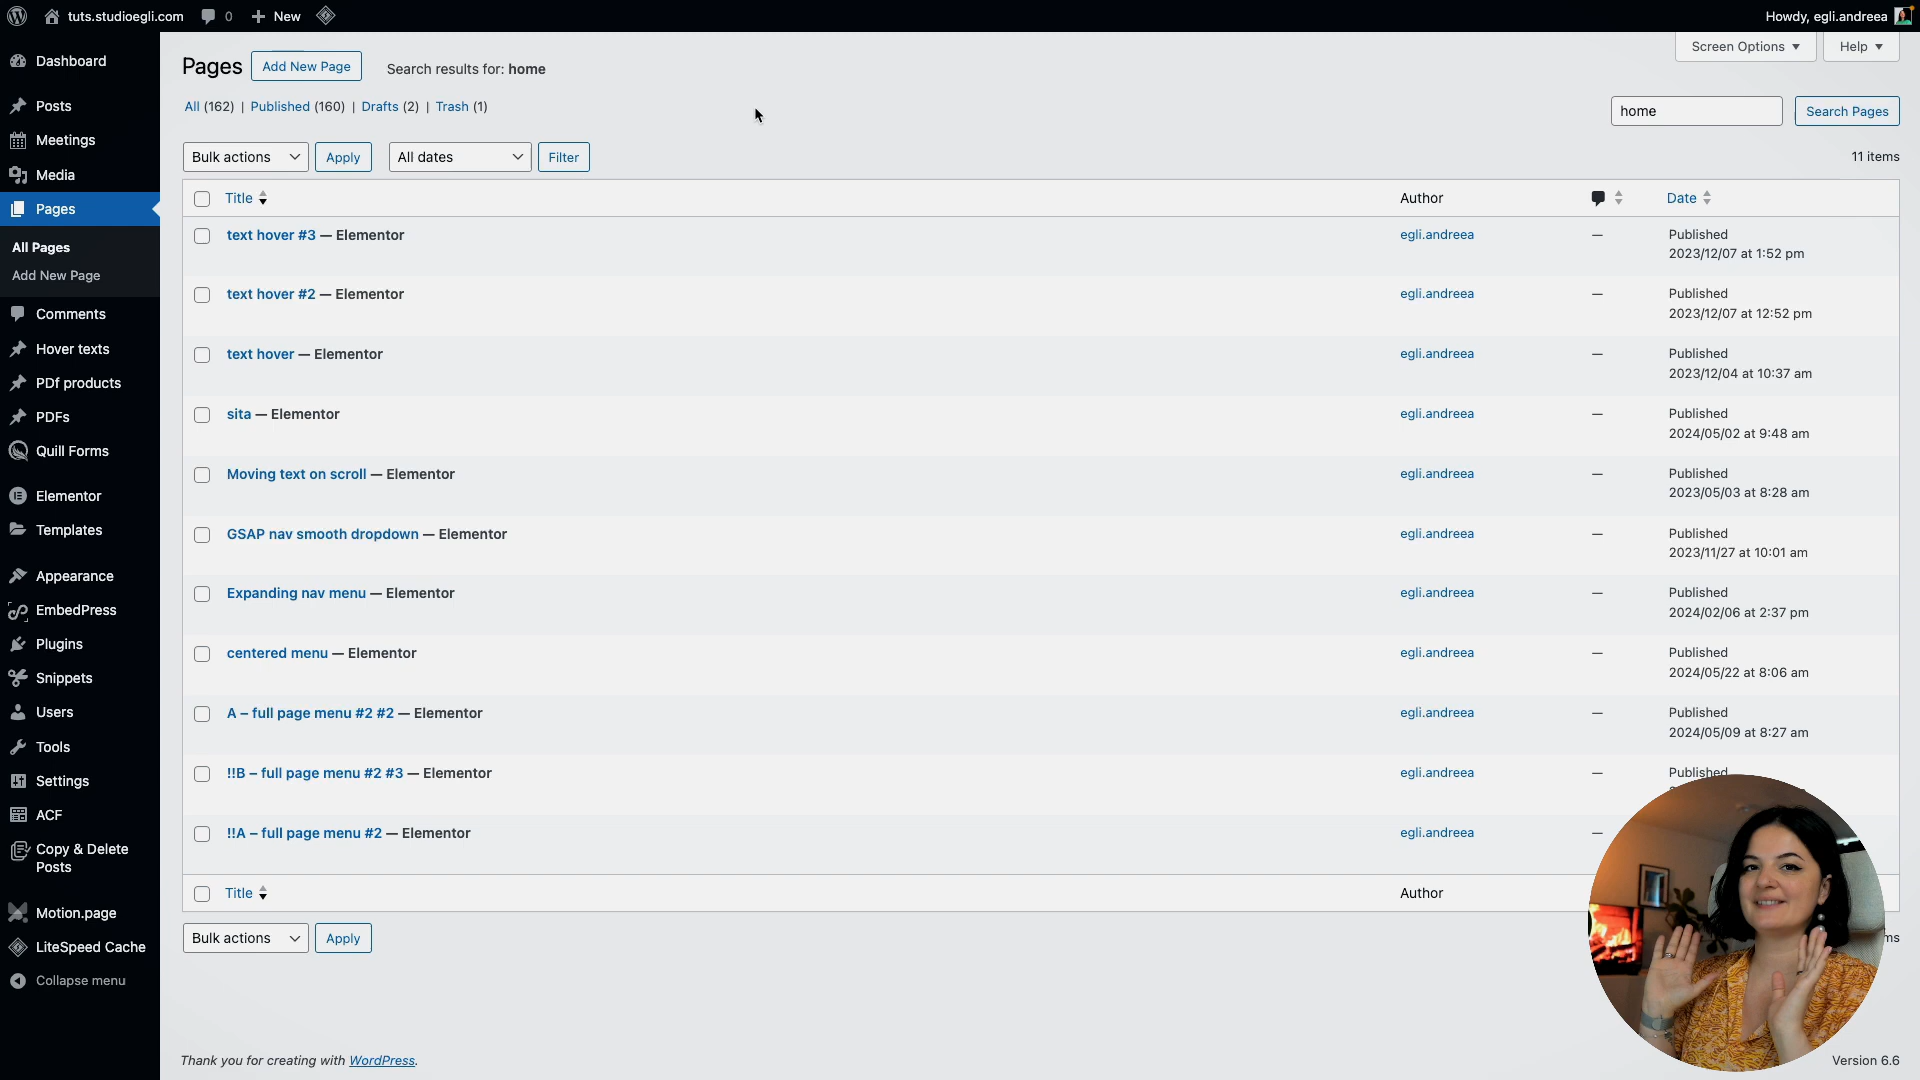 tuts.studioegli.com 0 New Howdy, egli.andreea
Screen Options Help
Dashboard
Posts
Meetings
Media
Pages
All Pages
Add New Page
Comments
Hover texts
PDf products
PDFs
Quill Forms
Elementor
Templates
Appearance
EmbedPress
Plugins
Snippets
Users
Tools
Settings
ACF
Copy & Delete
Posts
Motion.page
LiteSpeed Cache
Collapse menu
Pages Add New Page Search results for: home
All (162) | Published (160) | Drafts (2) | Trash (1)
home Search Pages
Bulk actions Apply All dates Filter 11 items
Title Author Date
text hover #3 — Elementor egli.andreea — Published
2023/12/07 at 1:52 pm
text hover #2 — Elementor egli.andreea — Published
2023/12/07 at 12:52 pm
text hover — Elementor egli.andreea — Published
2023/12/04 at 10:37 am
sita — Elementor egli.andreea — Published
2024/05/02 at 9:48 am
Moving text on scroll — Elementor egli.andreea — Published
2023/05/03 at 8:28 am
GSAP nav smooth dropdown — Elementor egli.andreea — Published
2023/11/27 at 10:01 am
Expanding nav menu — Elementor egli.andreea — Published
2024/02/06 at 2:37 pm
centered menu — Elementor egli.andreea — Published
2024/05/22 at 8:06 am
A – full page menu #2 #2 — Elementor egli.andreea — Published
2024/05/09 at 8:27 am
!!B – full page menu #2 #3 — Elementor egli.andreea — Published
!!A – full page menu #2 — Elementor egli.andreea —
Title Author
Bulk actions Apply
Thank you for creating with WordPress. Version 6.6